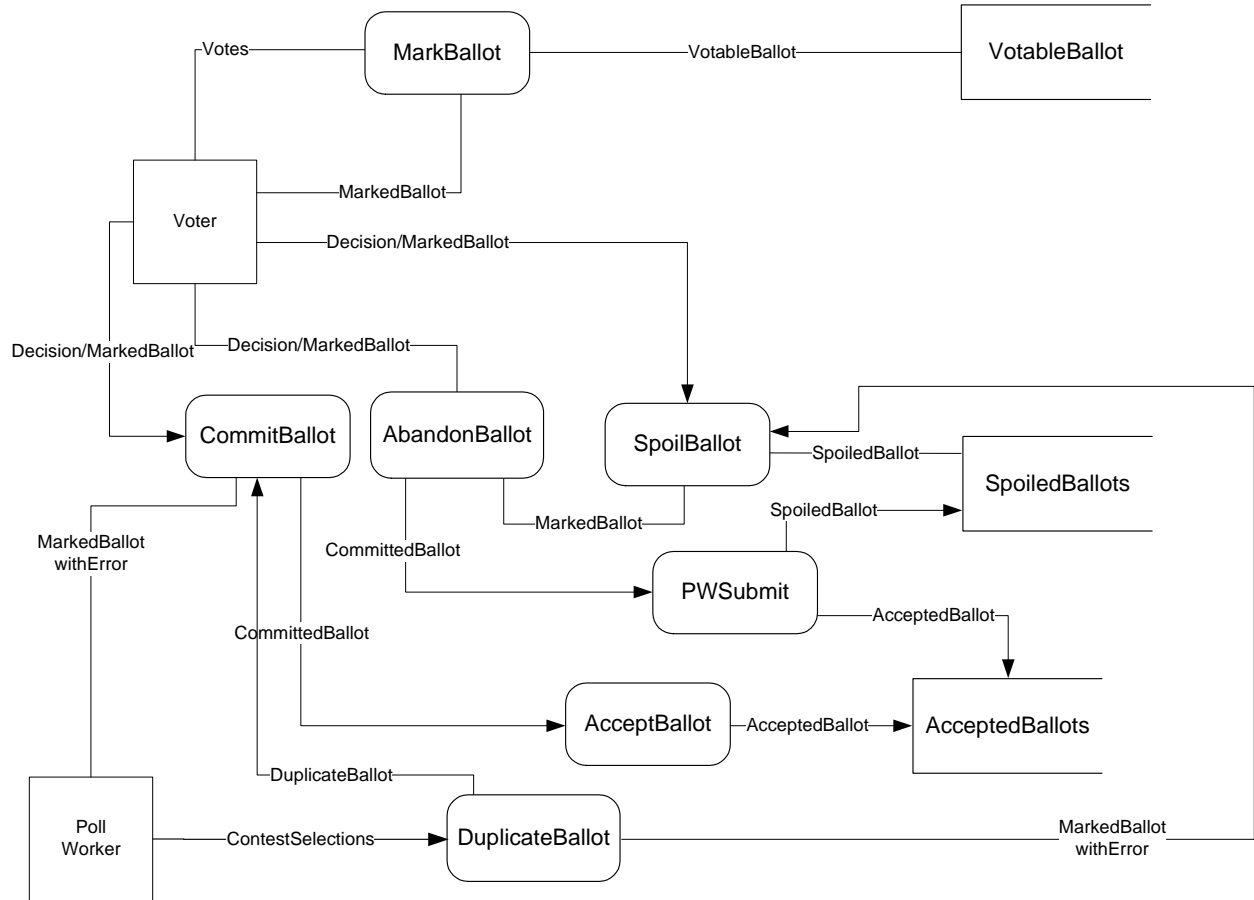 Votes
MarkBallot
VotableBallot
VotableBallot
MarkedBallot
Voter
Decision/MarkedBallot
Decision/MarkedBallot
Decision/MarkedBallot
CommitBallot
AbandonBallot
SpoilBallot
SpoiledBallot
SpoiledBallots
SpoiledBallot
MarkedBallot
MarkedBallot
withError
CommittedBallot
PWSubmit
AcceptedBallot
CommittedBallot
AcceptBallot
AcceptedBallot
AcceptedBallots
DuplicateBallot
Poll
Worker
ContestSelections
DuplicateBallot
MarkedBallot
withError